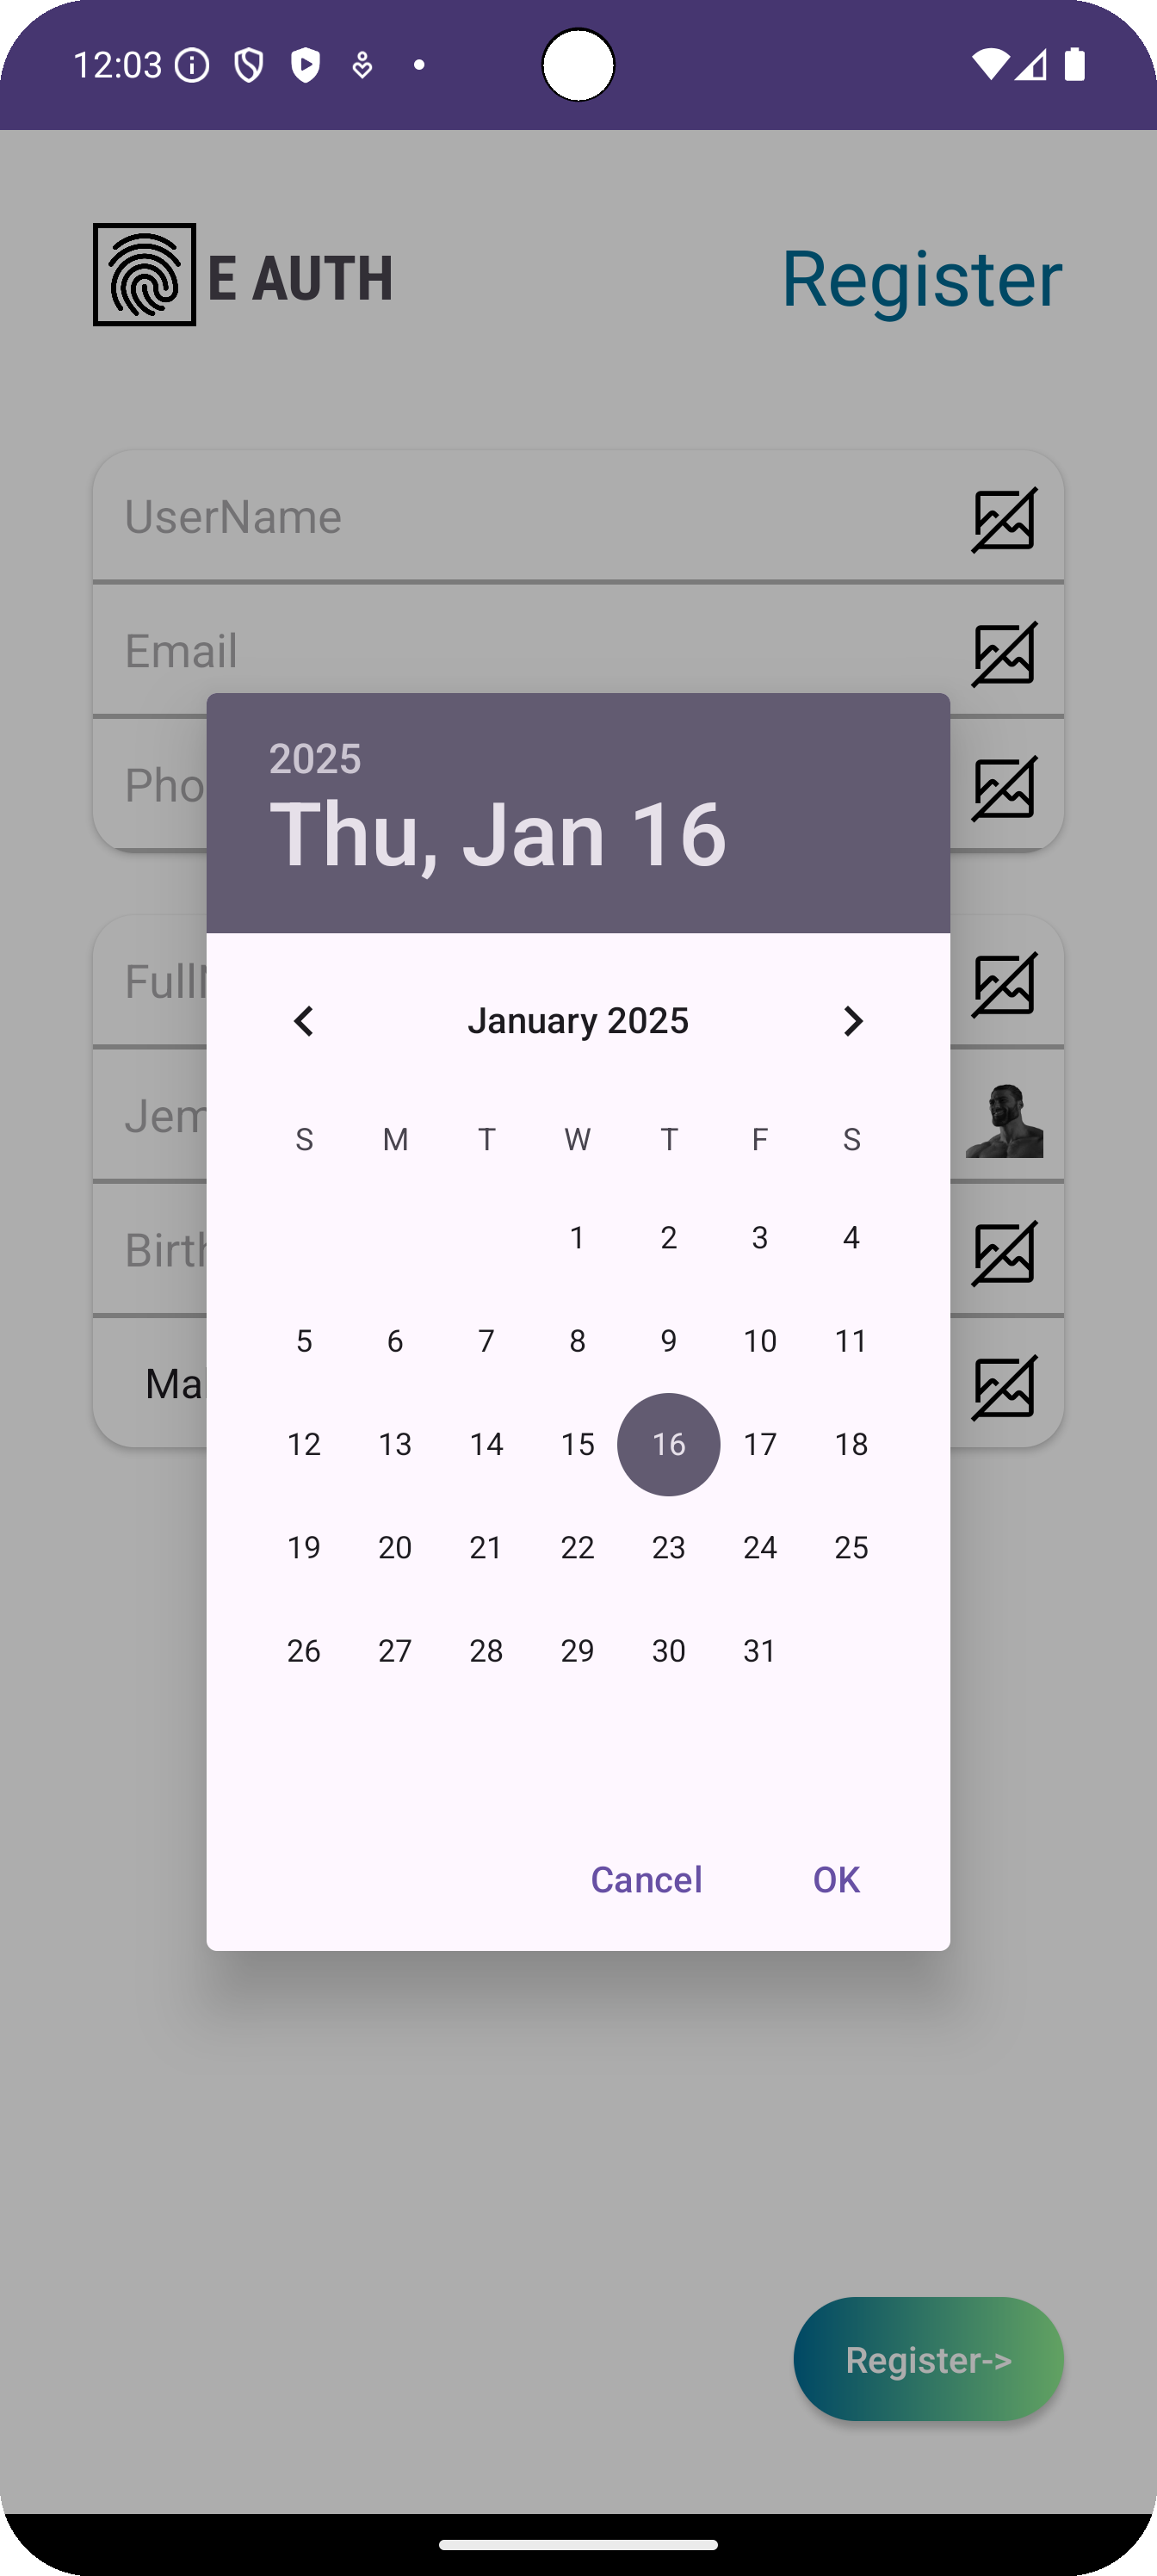 12:03
E AUTH
Register
UserName
Email
Pho
2025
Thu, Jan 16
Full
January 2025
Jem
S M T W T F S
1 2 3 4
Birth
5 6 7 8 9 10 11
Mal
12 13 14 15 16 17 18
19 20 21 22 23 24 25
26 27 28 29 30 31
Cancel OK
Register->